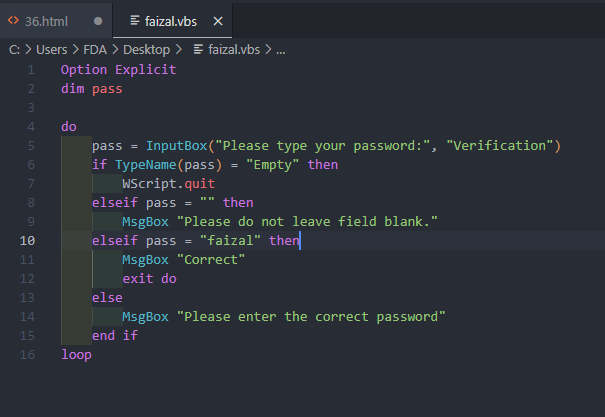 <> 36.html ●
faizal.vbs ×
C: > Users > FDA > Desktop > faizal.vbs > ...
1 Option Explicit
2 dim pass
3
4 do
5 pass = InputBox("Please type your password:", "Verification")
6 if TypeName(pass) = "Empty" then
7 WScript.quit
8 elseif pass = "" then
9 MsgBox "Please do not leave field blank."
10 elseif pass = "faizal" then
11 MsgBox "Correct"
12 exit do
13 else
14 MsgBox "Please enter the correct password"
15 end if
16 loop